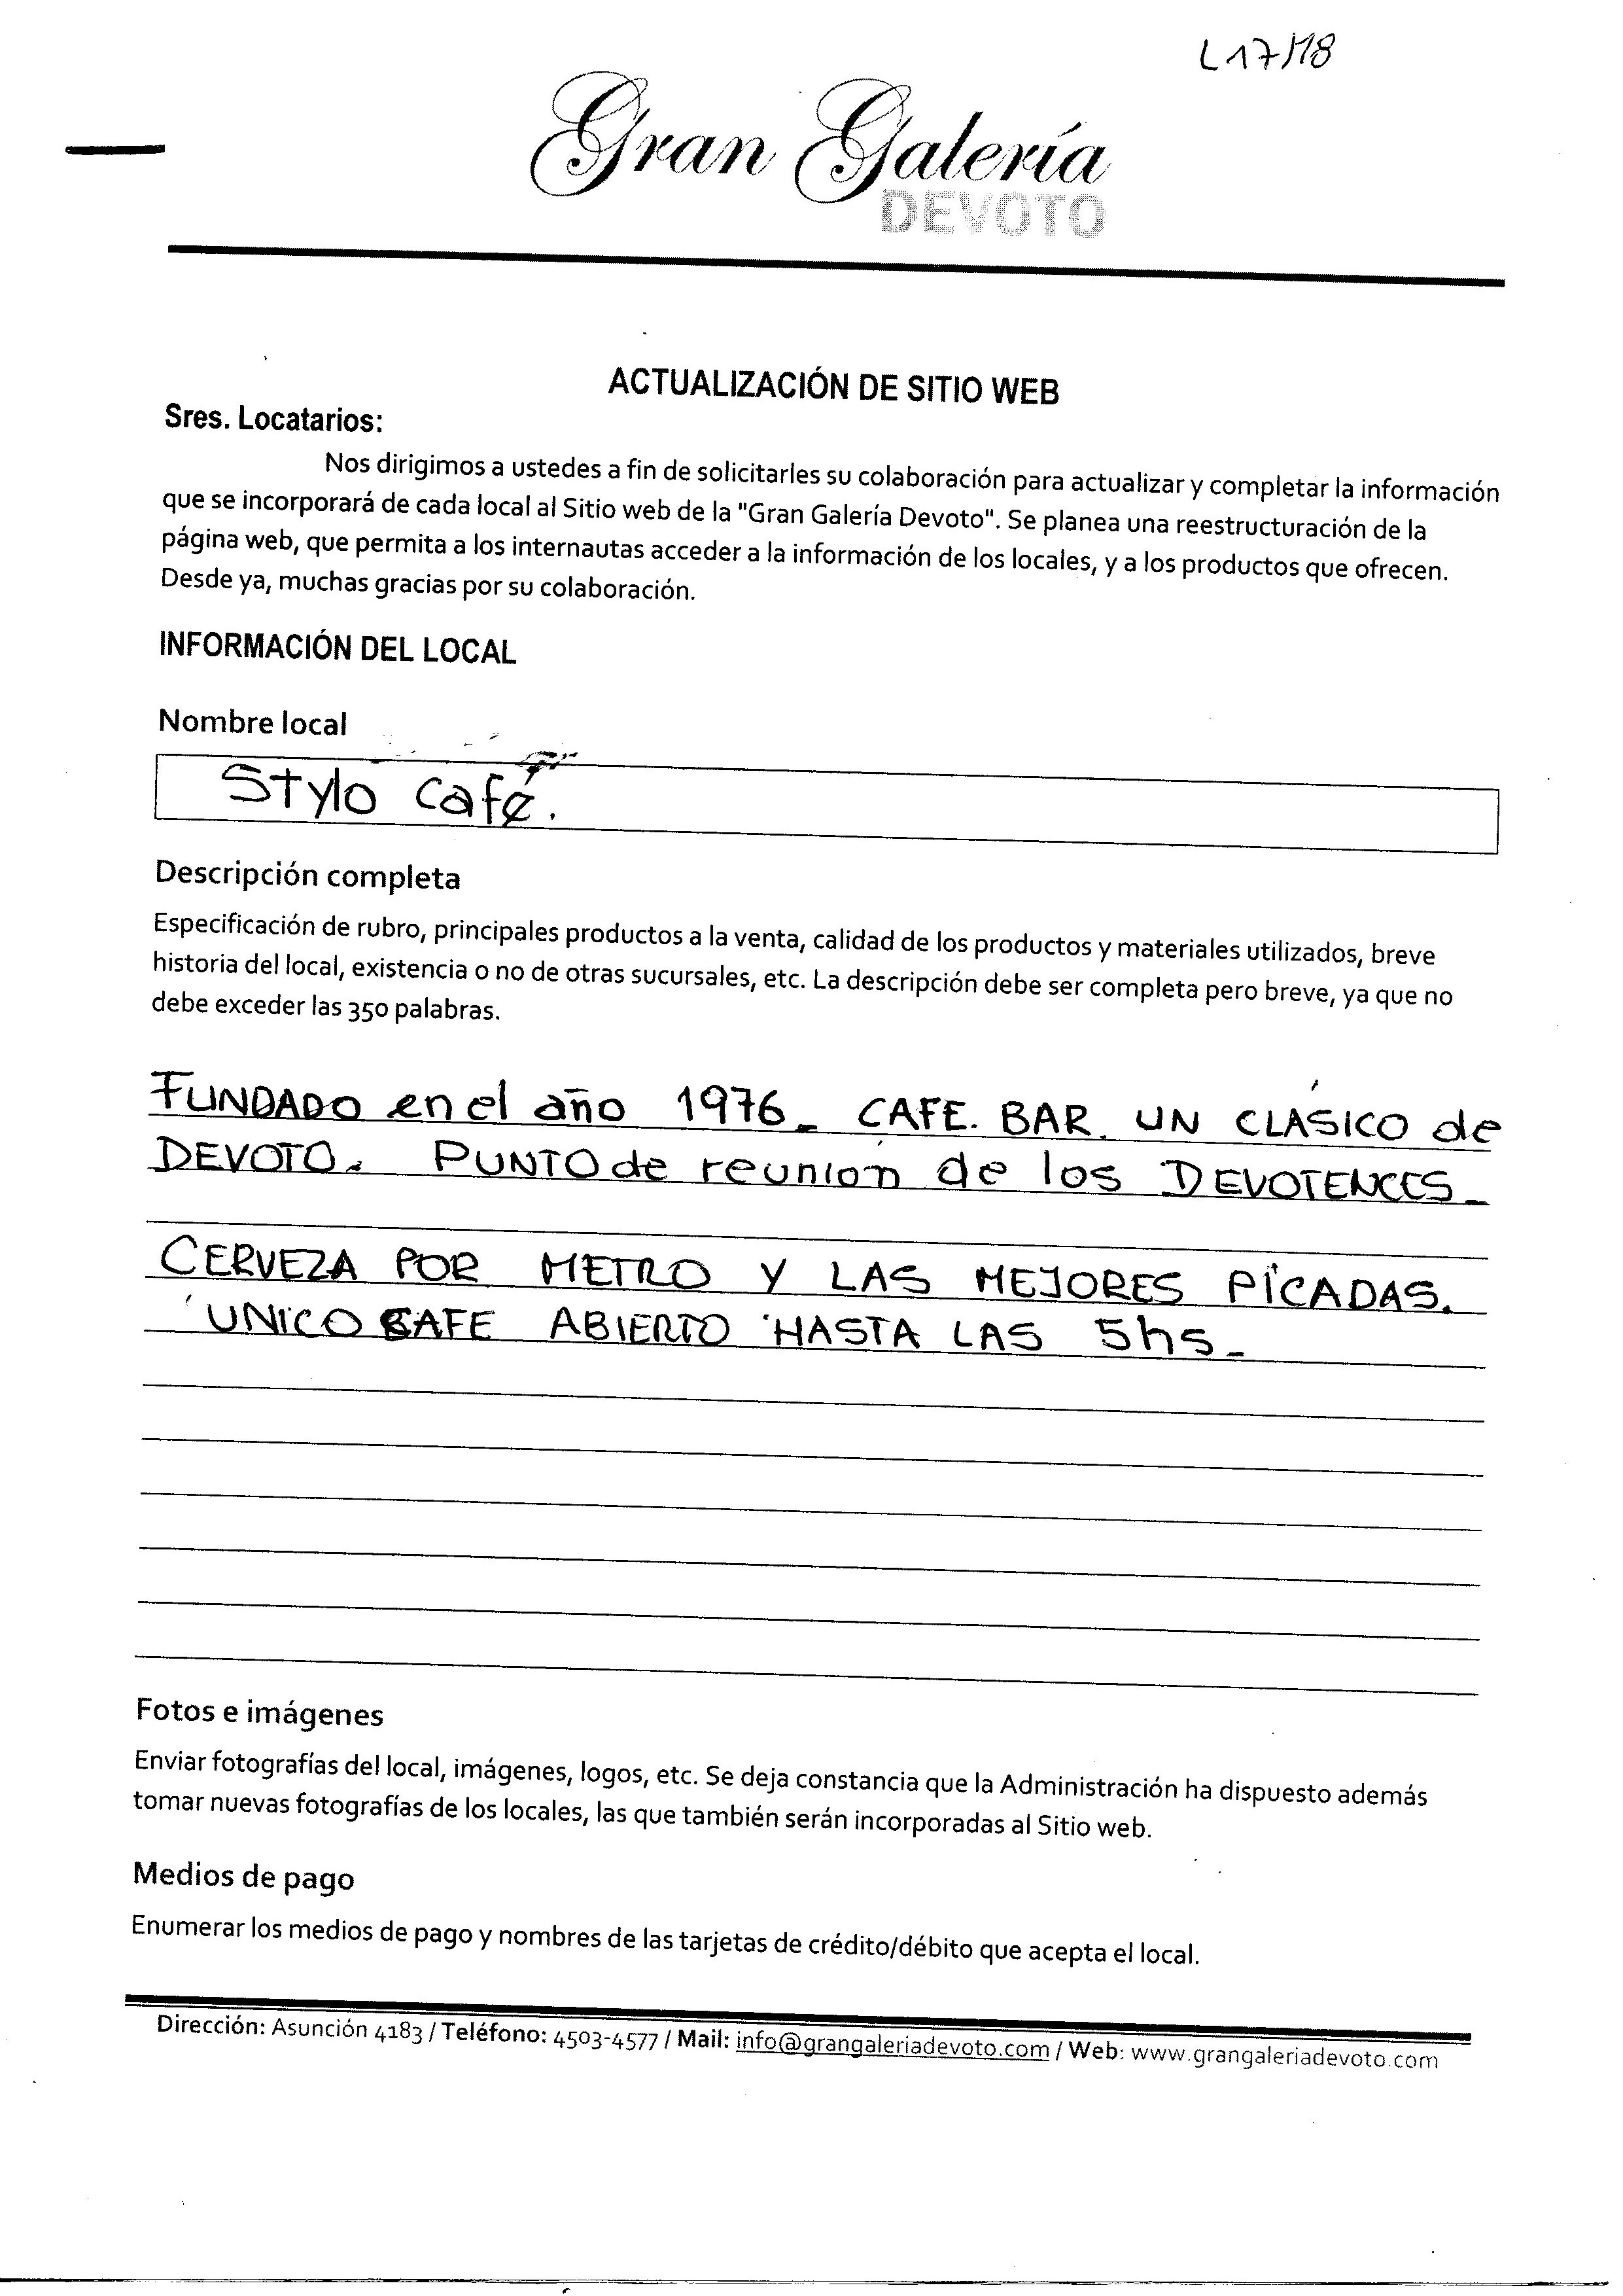 L17/18
Gran Galería
DEVOTO
ACTUALIZACIÓN DE SITIO WEB
Sres. Locatarios:
Nos dirigimos a ustedes a fin de solicitarles su colaboración para actualizar y completar la información
que se incorporará de cada local al Sitio web de la "Gran Galería Devoto". Se planea una reestructuración de la
página web, que permita a los internautas acceder a la información de los locales, y a los productos que ofrecen.
Desde ya, muchas gracias por su colaboración.
INFORMACIÓN DEL LOCAL
Nombre local
Stylo Café.
Descripción completa
Especificación de rubro, principales productos a la venta, calidad de los productos y materiales utilizados, breve
historia del local, existencia o no de otras sucursales, etc. La descripción debe ser completa pero breve, ya que no
debe exceder las 350 palabras.
FUNDADO en el año 1976_ CAFE. BAR. UN CLÁSICO de
DEVOTO. PUNTO de reunión de los DEVOTENCES_
CERVEZA POR METRO Y LAS MEJORES PICADAS.
UNICO CAFE ABIERTO HASTA LAS 5hs_
Fotos e imágenes
Enviar fotografías del local, imágenes, logos, etc. Se deja constancia que la Administración ha dispuesto además
tomar nuevas fotografías de los locales, las que también serán incorporadas al Sitio web.
Medios de pago
Enumerar los medios de pago y nombres de las tarjetas de crédito/débito que acepta el local.
Dirección: Asunción 4183 / Teléfono: 4503-4577 / Mail: info@grangaleriadevoto.com / Web: www.grangaleriadevoto.com